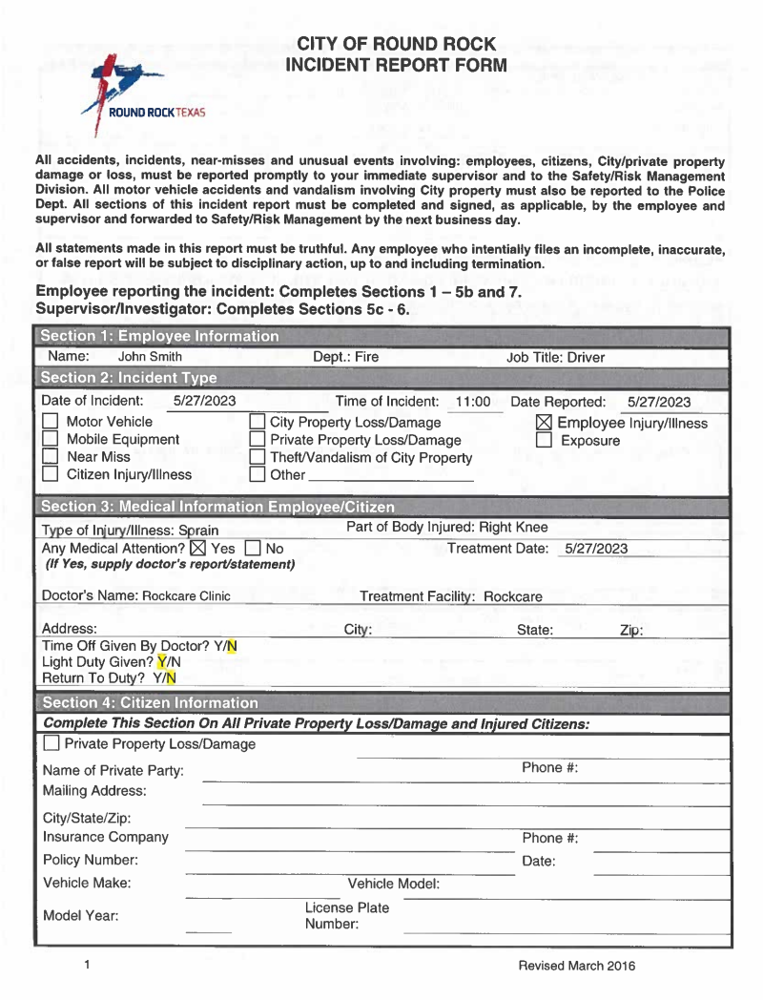 CITY OF ROUND ROCK
INCIDENT REPORT FORM
ROUND ROCK TEXAS
All accidents, incidents, near-misses and unusual events involving: employees, citizens, City/private property
damage or loss, must be reported promptly to your immediate supervisor and to the Safety/Risk Management
Division. All motor vehicle accidents and vandalism involving City property must also be reported to the Police
Dept. All sections of this incident report must be completed and signed, as applicable, by the employee and
supervisor and forwarded to Safety/Risk Management by the next business day.
All statements made in this report must be truthful. Any employee who intentially files an incomplete, inaccurate,
or false report will be subject to disciplinary action, up to and including termination.
Employee reporting the incident: Completes Sections 1 – 5b and 7.
Supervisor/Investigator: Completes Sections 5c - 6.
Section 1: Employee Information
Name: John Smith Dept.: Fire Job Title: Driver
Section 2: Incident Type
Date of Incident: 5/27/2023 Time of Incident: 11:00 Date Reported: 5/27/2023
☐ Motor Vehicle ☐ City Property Loss/Damage ☒ Employee Injury/Illness
☐ Mobile Equipment ☐ Private Property Loss/Damage ☐ Exposure
☐ Near Miss ☐ Theft/Vandalism of City Property
☐ Citizen Injury/Illness ☐ Other
Section 3: Medical Information Employee/Citizen
Type of Injury/Illness: Sprain Part of Body Injured: Right Knee
Any Medical Attention? ☒ Yes ☐ No Treatment Date: 5/27/2023
(If Yes, supply doctor's report/statement)
Doctor's Name: Rockcare Clinic Treatment Facility: Rockcare
Address: City: State: Zip:
Time Off Given By Doctor? Y/N
Light Duty Given? Y/N
Return To Duty? Y/N
Section 4: Citizen Information
Complete This Section On All Private Property Loss/Damage and Injured Citizens:
☐ Private Property Loss/Damage
Name of Private Party: Phone #:
Mailing Address:
City/State/Zip:
Insurance Company Phone #:
Policy Number: Date:
Vehicle Make: Vehicle Model:
Model Year: License Plate
Number:
1 Revised March 2016